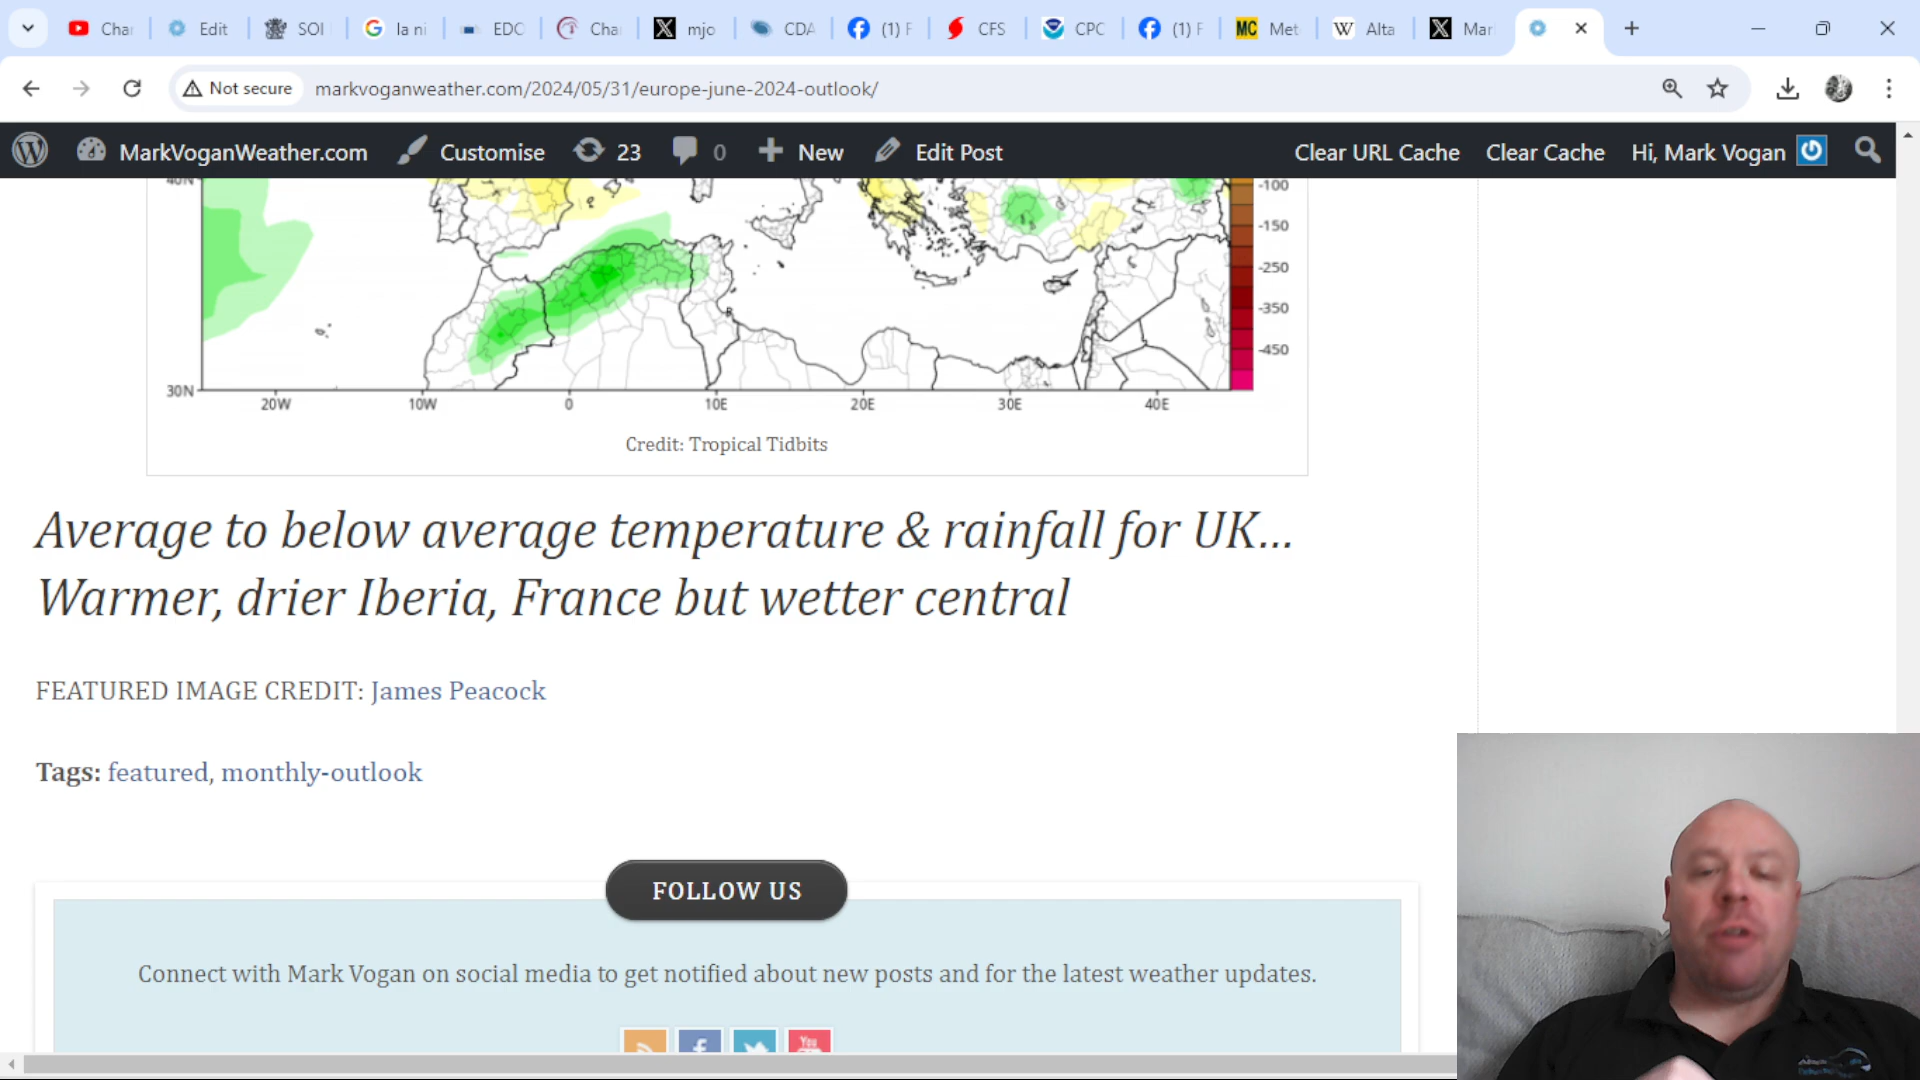 Cha
Edit
SOI
la ni
EDC
Cha
mjo
CDA
(1) F
CFS
CPC
(1) F
MC Met
W Alta
Mar
Not secure
markvoganweather.com/2024/05/31/europe-june-2024-outlook/
MarkVoganWeather.com
Customise
23
0
New
Edit Post
Clear URL Cache
Clear Cache
Hi, Mark Vogan
40N
-100
-150
-250
-350
-450
30N
20W
10W
0
10E
20E
30E
40E
Credit: Tropical Tidbits
Average to below average temperature & rainfall for UK…
Warmer, drier Iberia, France but wetter central
FEATURED IMAGE CREDIT: James Peacock
Tags: featured, monthly-outlook
FOLLOW US
Connect with Mark Vogan on social media to get notified about new posts and for the latest weather updates.
You